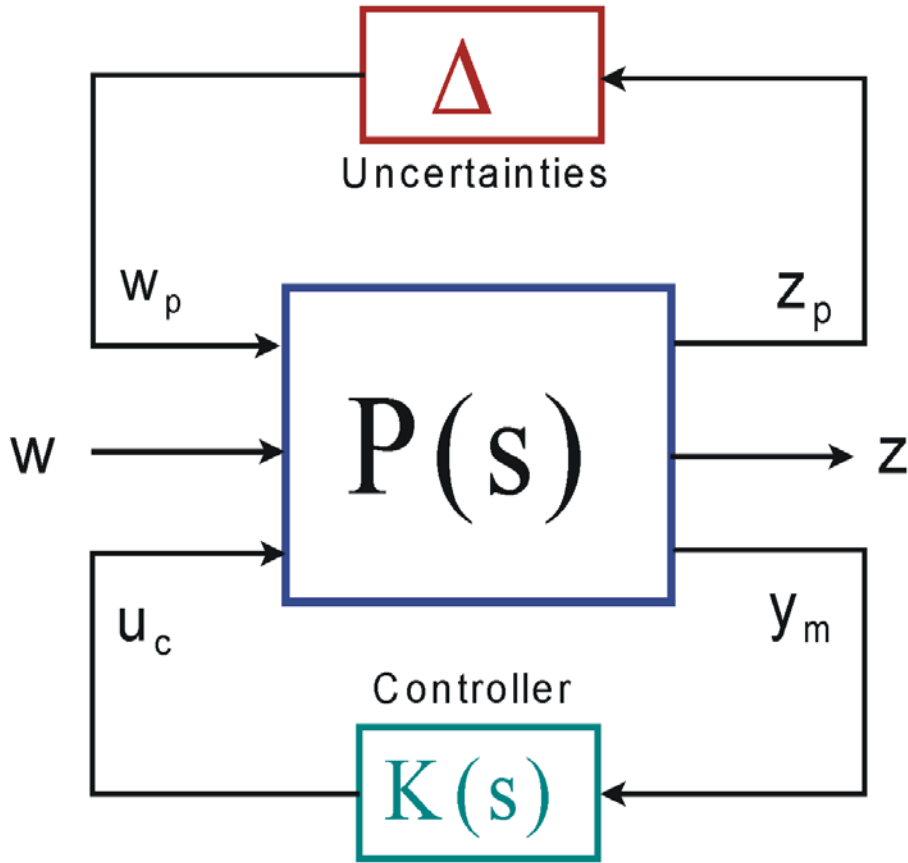 Δ
Uncertainties
w_p
z_p
w
P(s)
z
u_c
y_m
Controller
K(s)